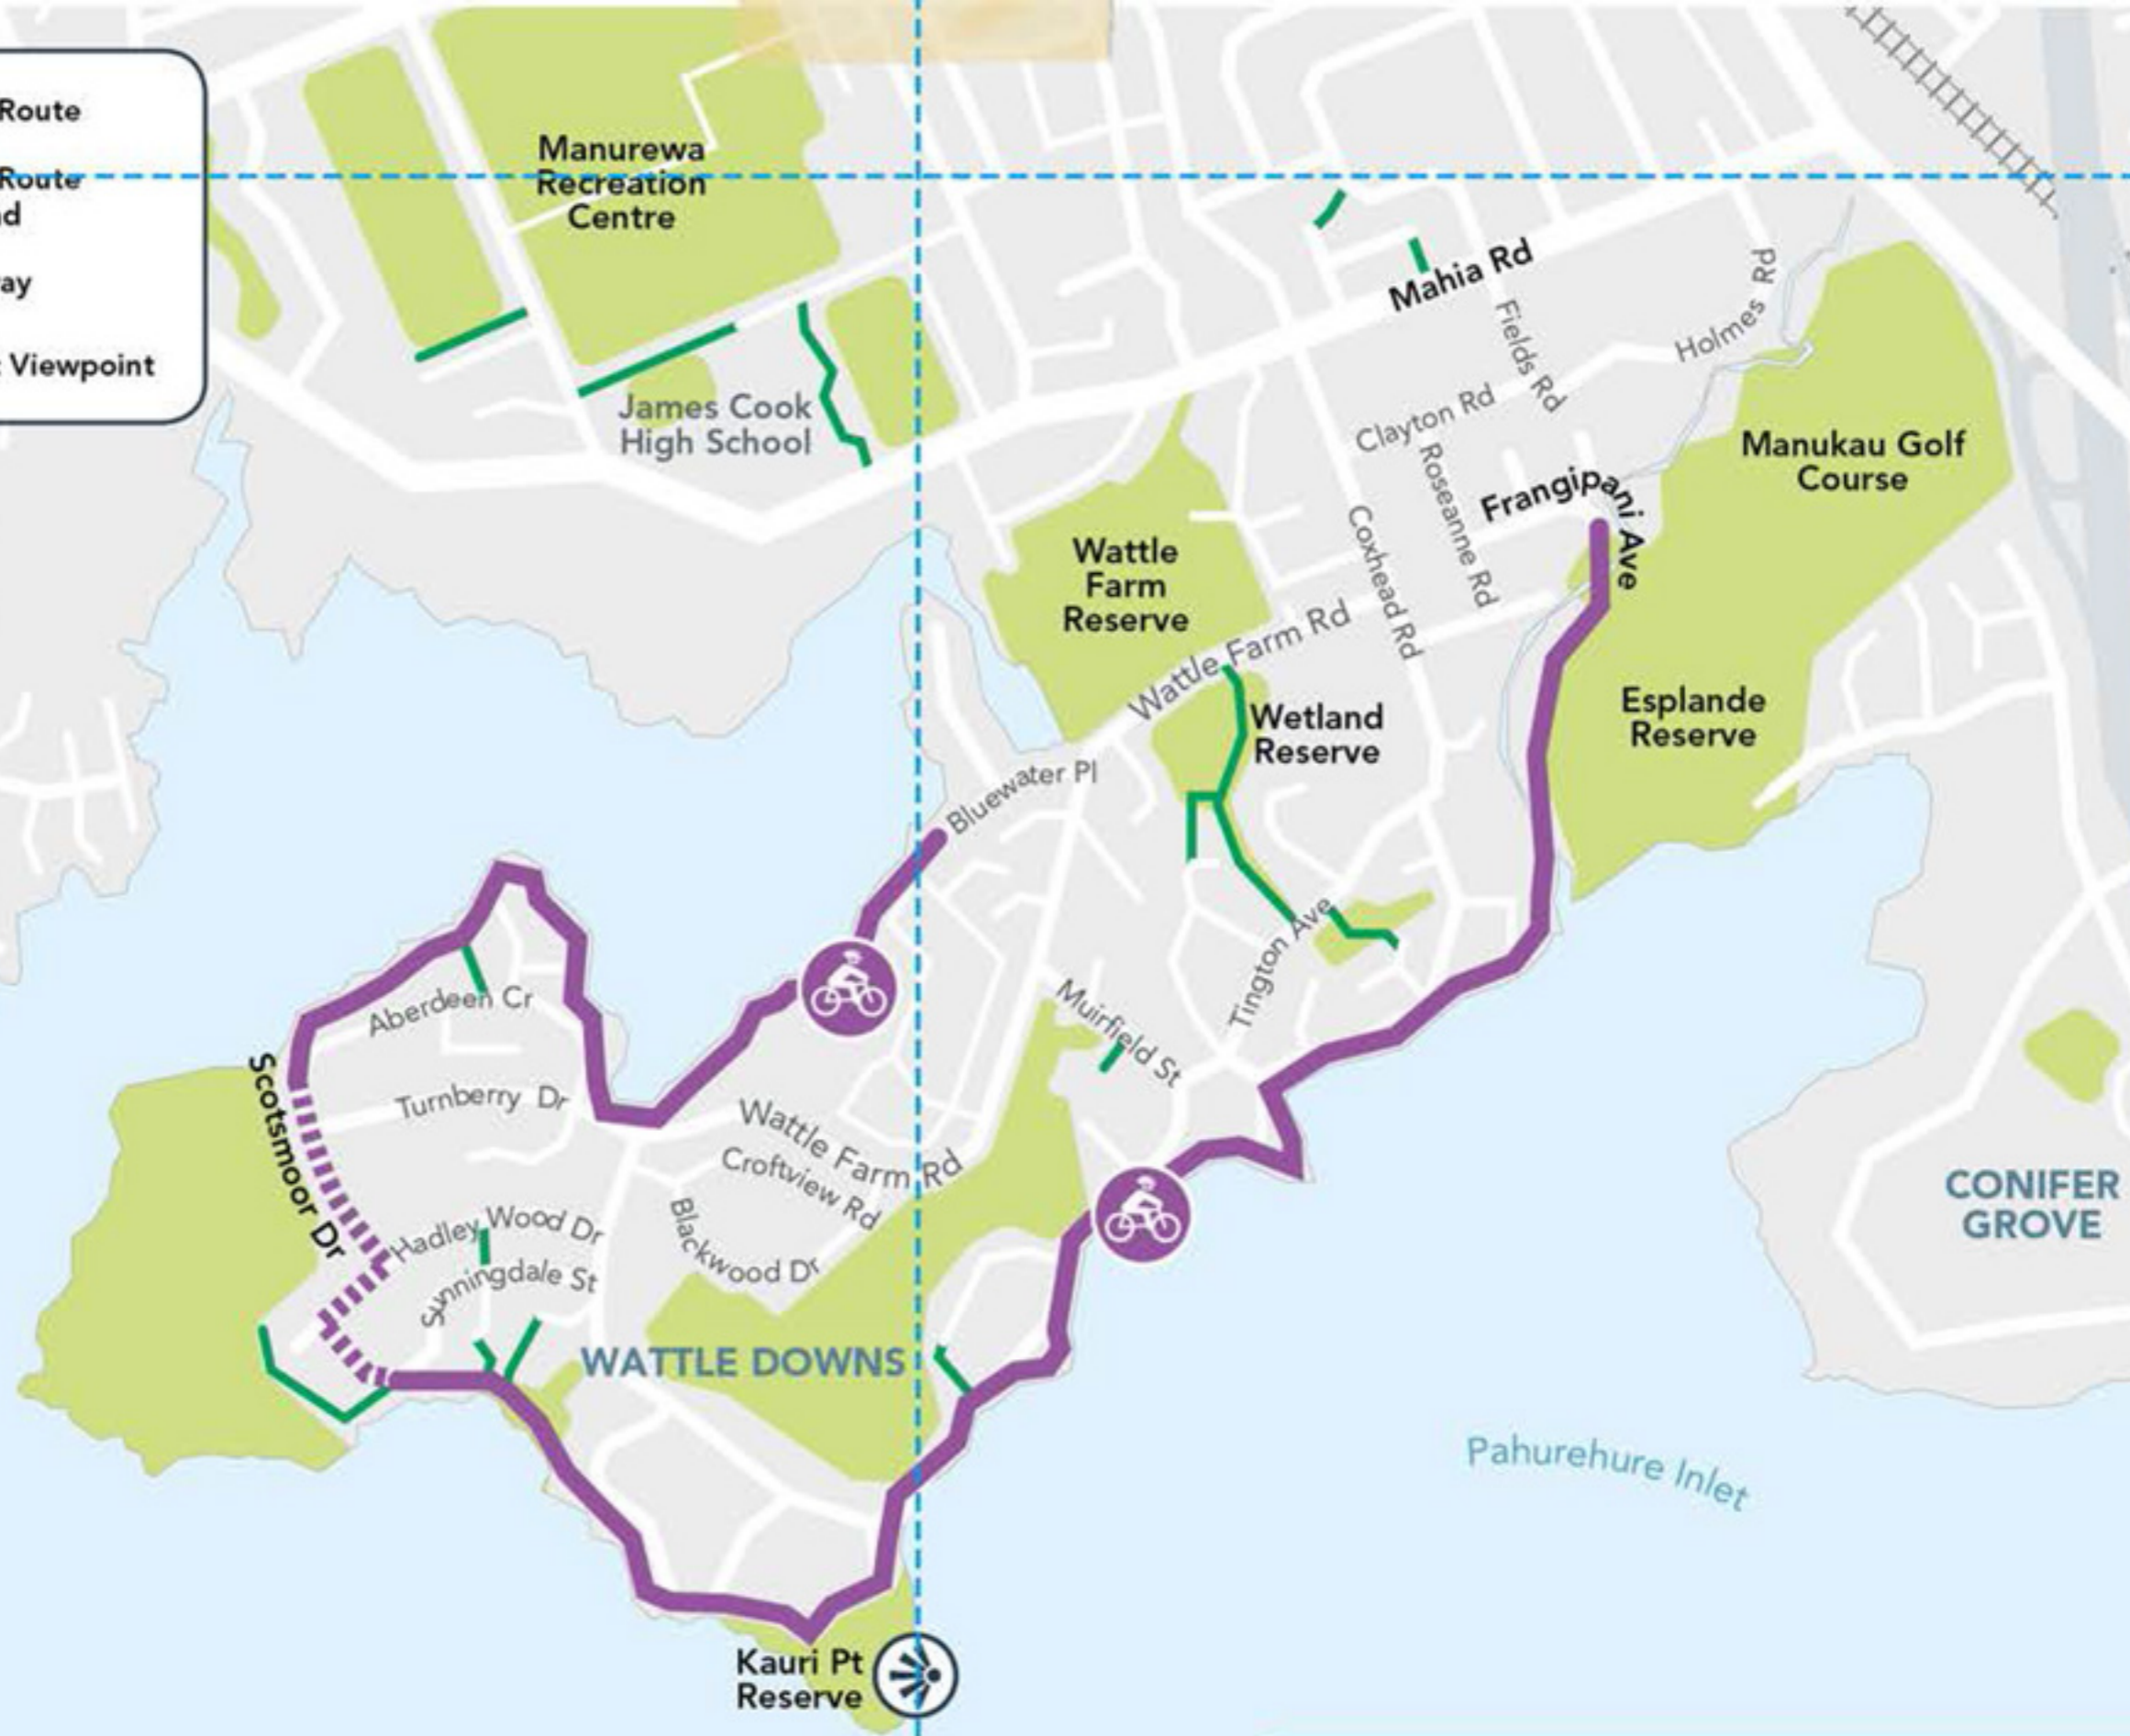 Route
Route
Viewpoint
Manurewa
Recreation
Centre
James Cook
High School
Mahia Rd
Fields Rd
Holmes Rd
Clayton Rd
Roseanne Rd
Coxhead Rd
Frangipani Ave
Manukau Golf
Course
Wattle
Farm
Reserve
Wattle Farm Rd
Wetland
Reserve
Esplande
Reserve
Bluewater Pl
Tington Ave
Muirfield St
Aberdeen Cr
Turnberry Dr
Scotsmoor Dr
Wattle Farm Rd
Croftview Rd
Blackwood Dr
Hadley Wood Dr
Sunningdale St
WATTLE DOWNS
CONIFER
GROVE
Pahurehure Inlet
Kauri Pt
Reserve